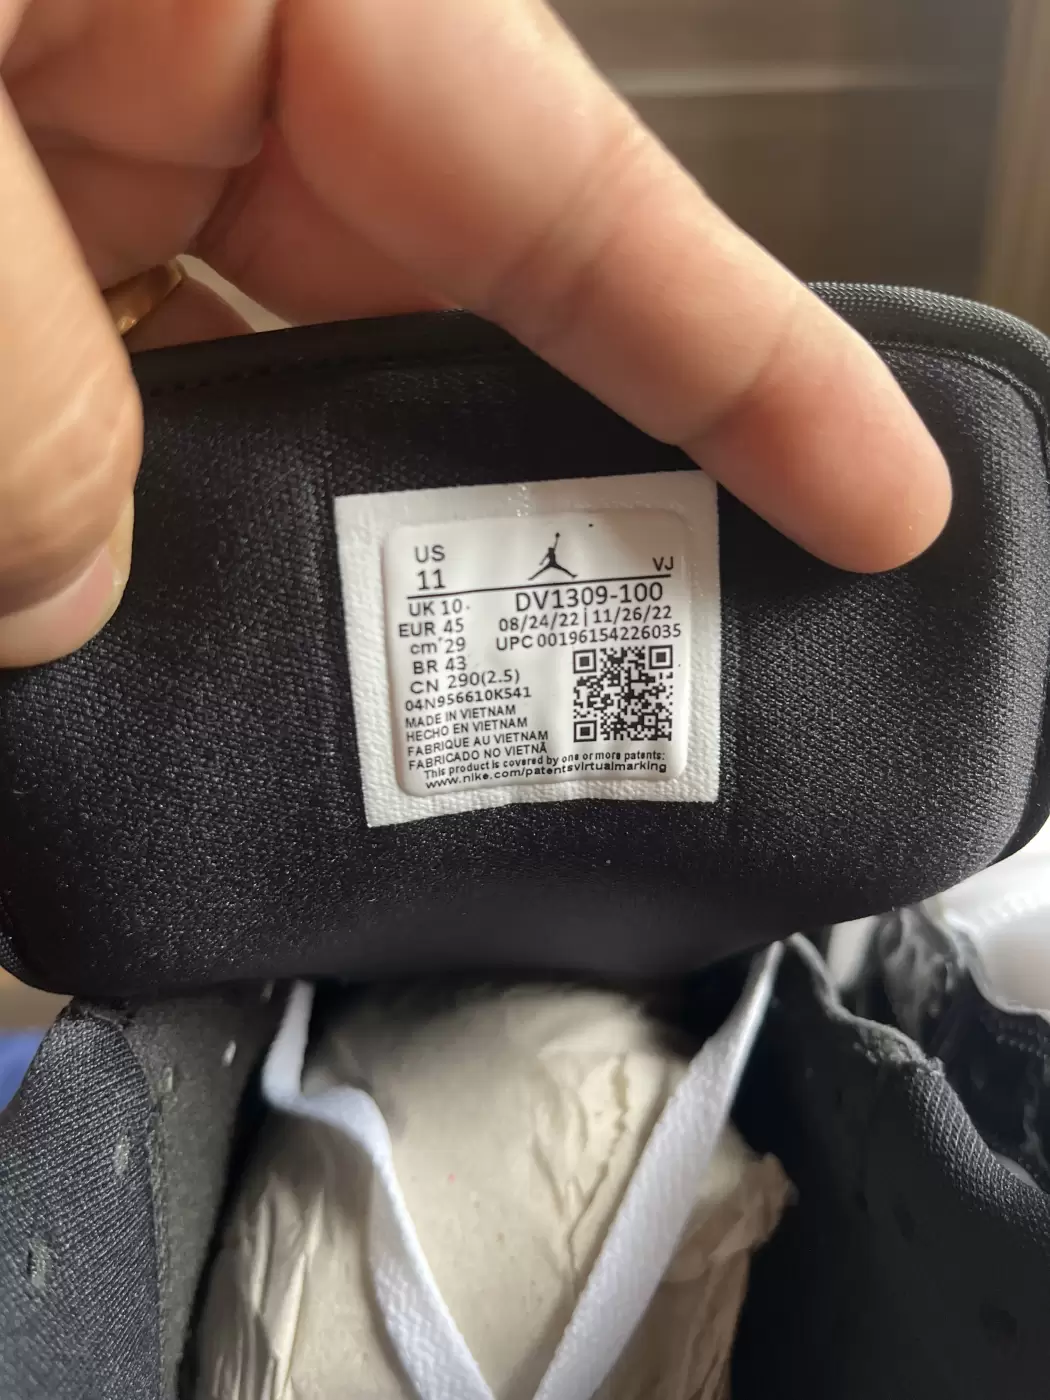 US
11
VJ
UK 10
DV1309-100
EUR 45
08/24/22 | 11/26/22
cm 29
UPC 00196154226035
BR 43
CN 290(2.5)
04N956610K541
MADE IN VIETNAM
HECHO EN VIETNAM
FABRIQUE AU VIETNAM
FABRICADO NO VIETNÃ
This product is covered by one or more patents:
www.nike.com/patentsvirtualmarking